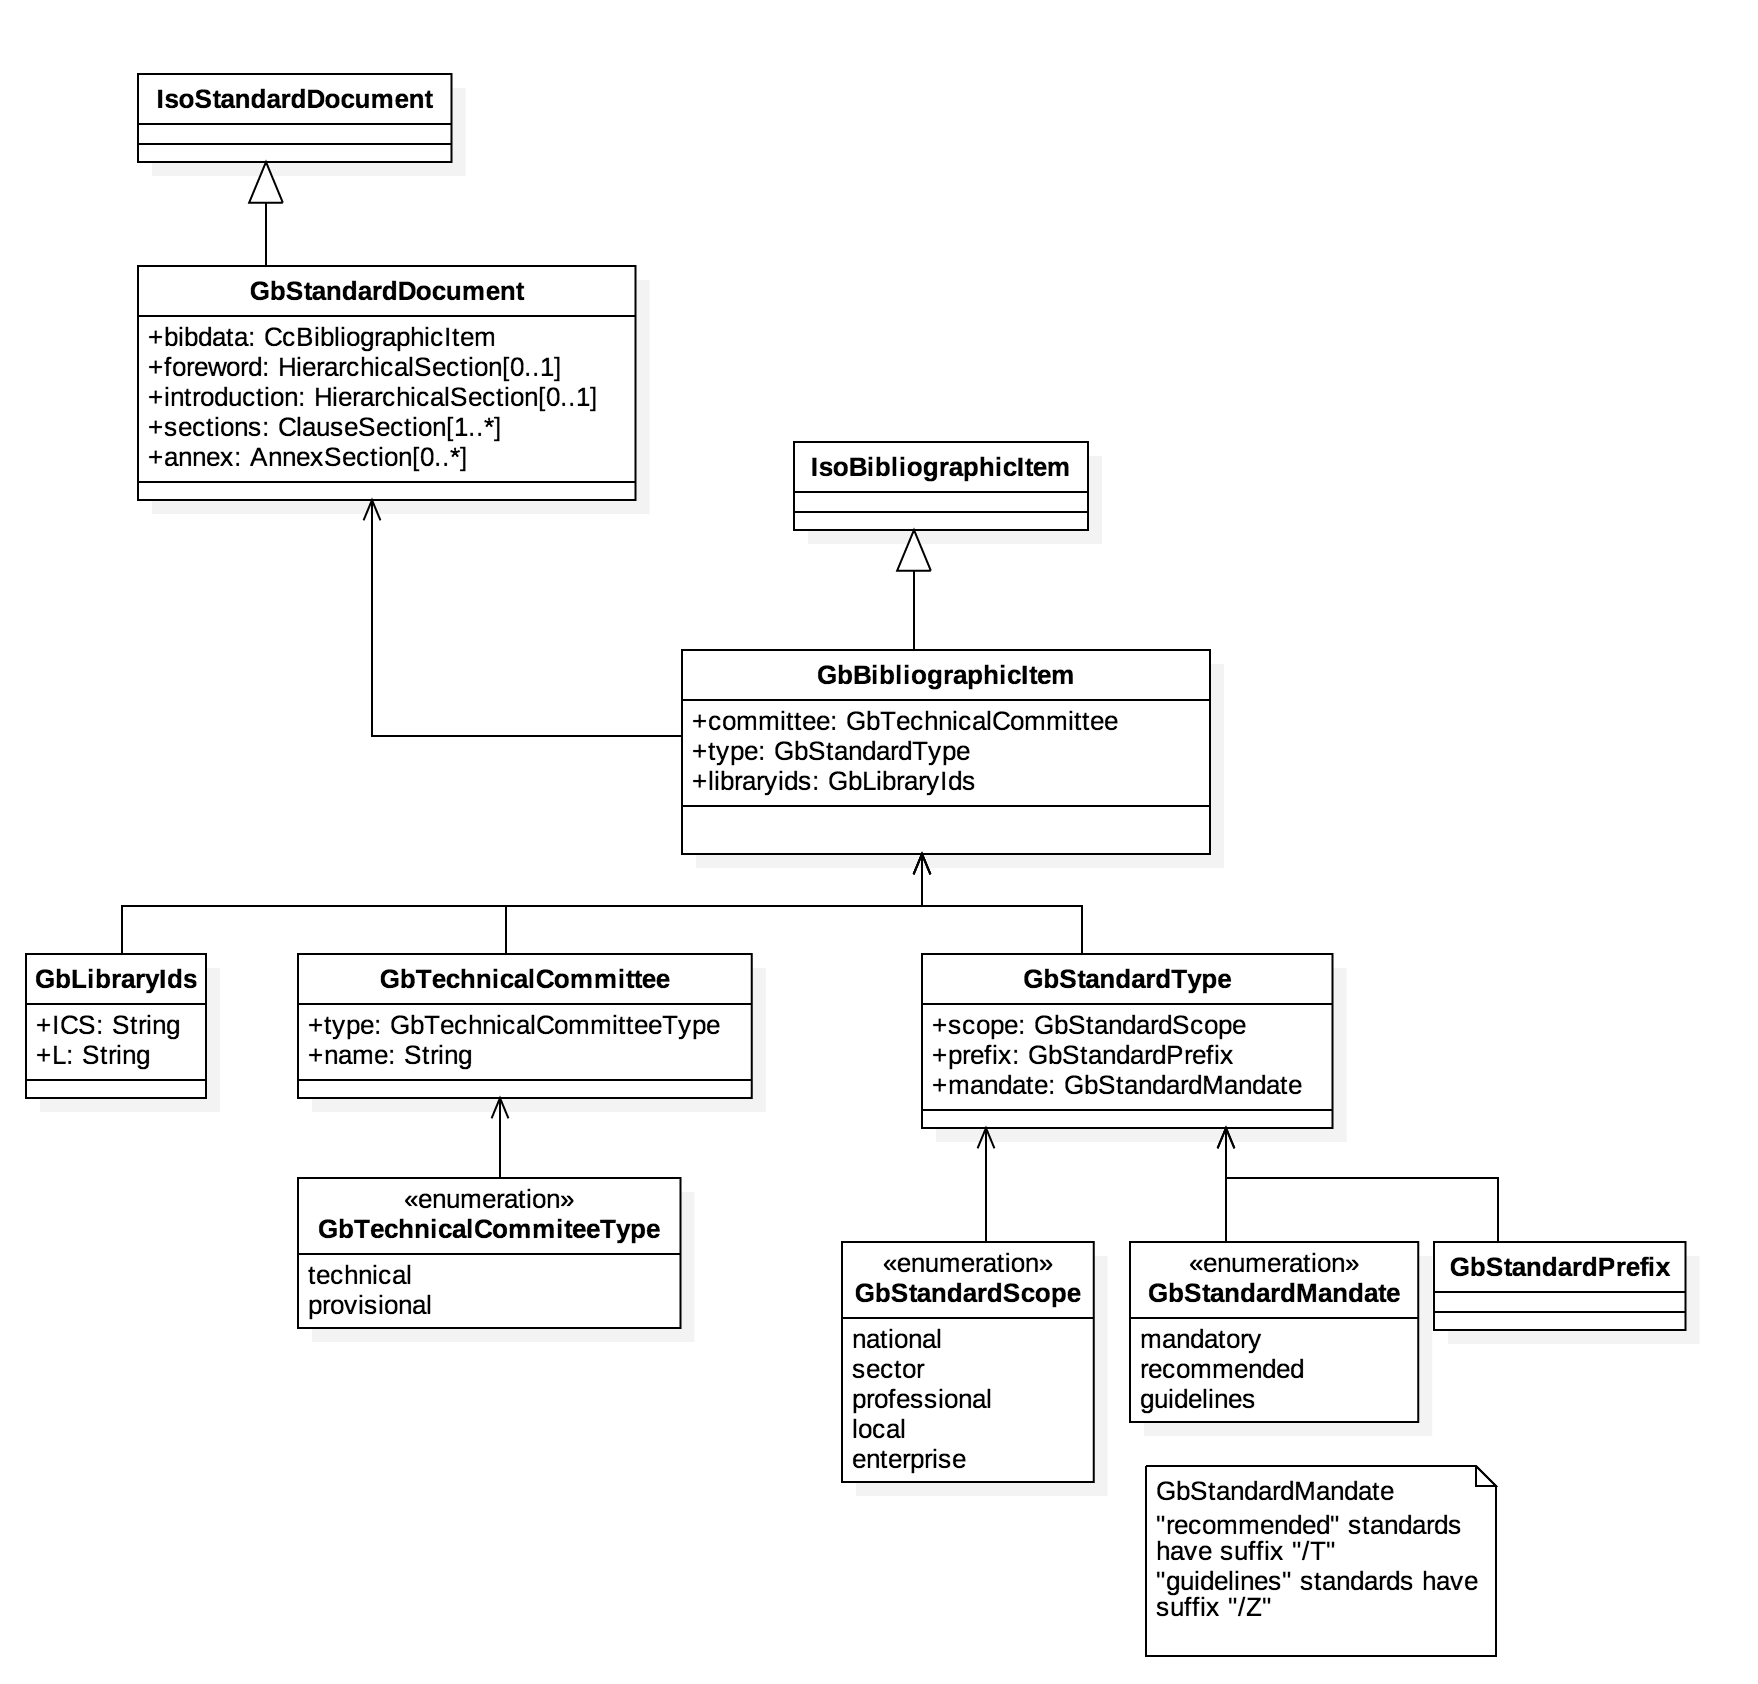 IsoStandardDocument
GbStandardDocument
+bibdata: CcBibliographicItem
+foreword: HierarchicalSection[0..1]
+introduction: HierarchicalSection[0..1]
+sections: ClauseSection[1..*]
+annex: AnnexSection[0..*]
IsoBibliographicItem
GbBibliographicItem
+committee: GbTechnicalCommittee
+type: GbStandardType
+libraryids: GbLibraryIds
GbLibraryIds
+ICS: String
+L: String
GbTechnicalCommittee
+type: GbTechnicalCommitteeType
+name: String
GbStandardType
+scope: GbStandardScope
+prefix: GbStandardPrefix
+mandate: GbStandardMandate
«enumeration»
GbTechnicalCommiteeType
technical
provisional
«enumeration»
GbStandardScope
national
sector
professional
local
enterprise
«enumeration»
GbStandardMandate
mandatory
recommended
guidelines
GbStandardPrefix
GbStandardMandate
"recommended" standards
have suffix "/T"
"guidelines" standards have
suffix "/Z"